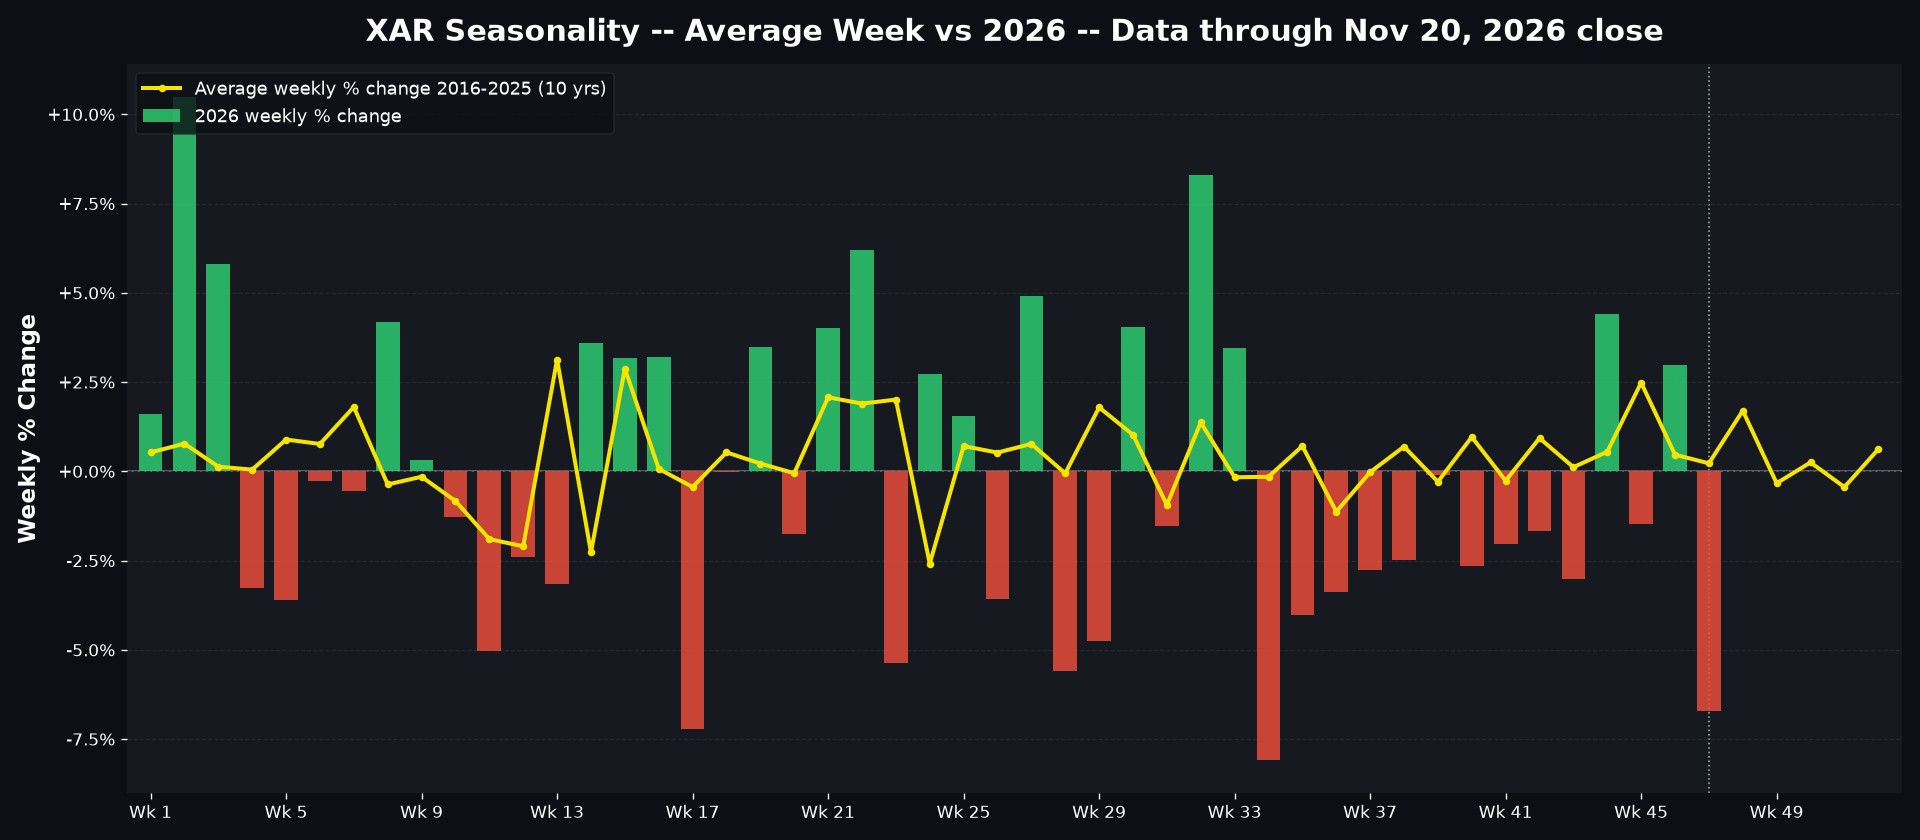 XAR Seasonality -- Average Week vs 2026 -- Data through Nov 20, 2026 close
Average weekly % change 2016-2025 (10 yrs)
2026 weekly % change
Weekly % Change
+10.0%
+7.5%
+5.0%
+2.5%
+0.0%
-2.5%
-5.0%
-7.5%
Wk 1 Wk 5 Wk 9 Wk 13 Wk 17 Wk 21 Wk 25 Wk 29 Wk 33 Wk 37 Wk 41 Wk 45 Wk 49